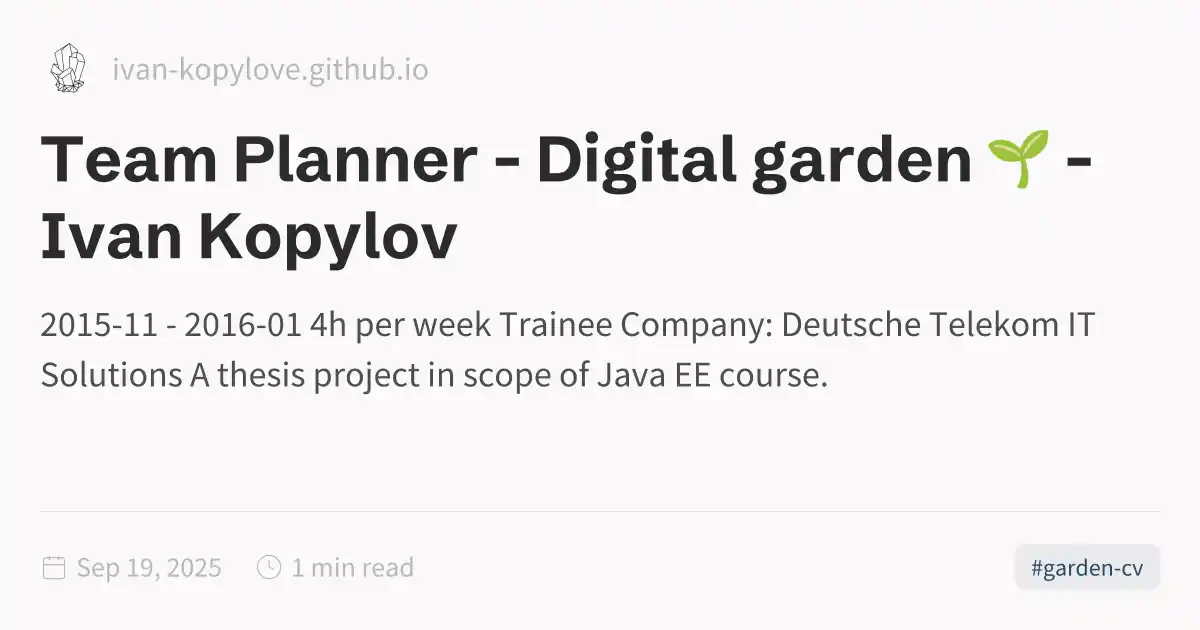 ivan-kopylove.github.io
Team Planner - Digital garden 🌱 -
Ivan Kopylov
2015-11 - 2016-01 4h per week Trainee Company: Deutsche Telekom IT
Solutions A thesis project in scope of Java EE course.
Sep 19, 2025 1 min read #garden-cv